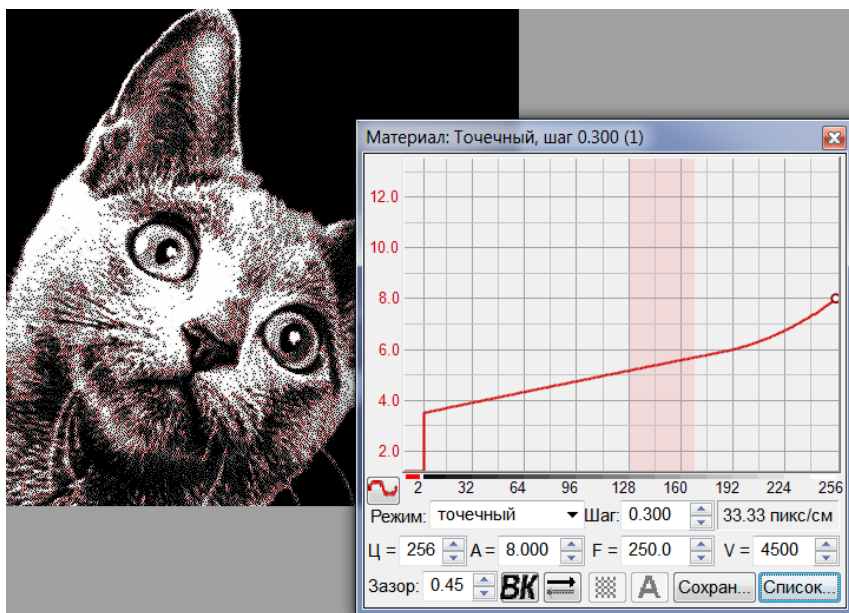 Материал: Точечный, шаг 0.300 (1)
12.0
10.0
8.0
6.0
4.0
2.0
2 32 64 96 128 160 192 224 256
Режим: точечный Шаг: 0.300 33.33 пикс/см
Ц = 256 A = 8.000 F = 250.0 V = 4500
Зазор: 0.45 ВК A Сохран... Список...